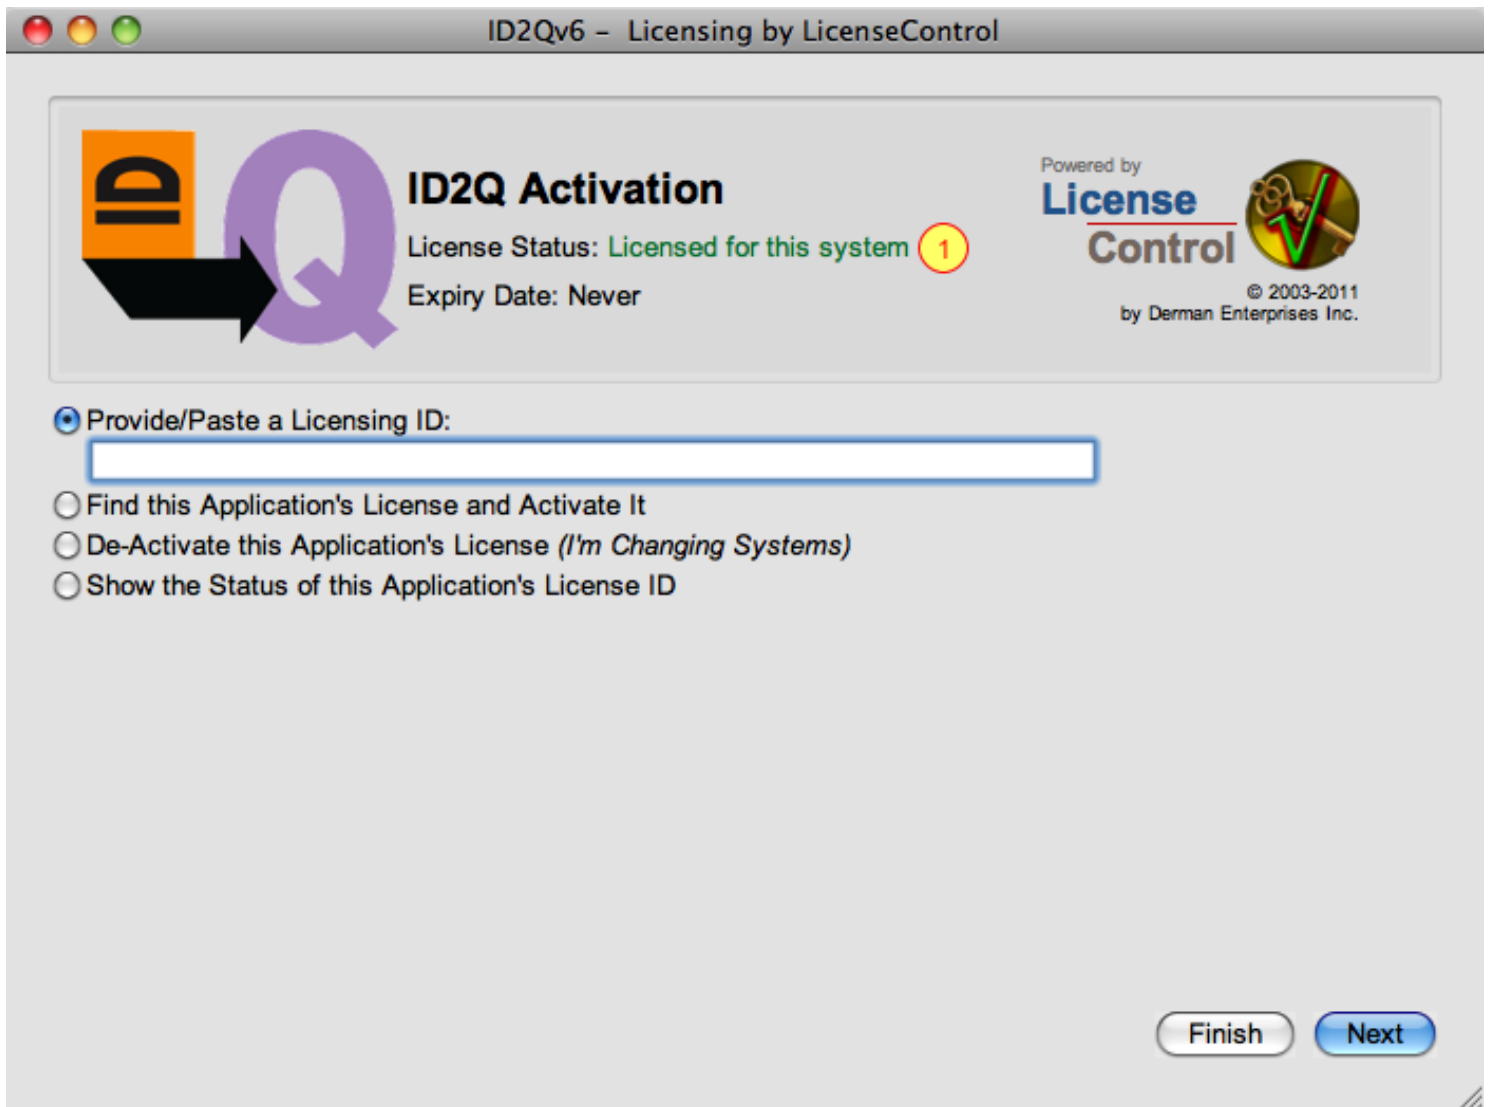 ID2Qv6 – Licensing by LicenseControl
ID
Q
ID2Q Activation
License Status: Licensed for this system 1
Expiry Date: Never
Powered by
License
Control
© 2003-2011
by Derman Enterprises Inc.
Provide/Paste a Licensing ID:
Find this Application's License and Activate It
De-Activate this Application's License (I'm Changing Systems)
Show the Status of this Application's License ID
Finish Next